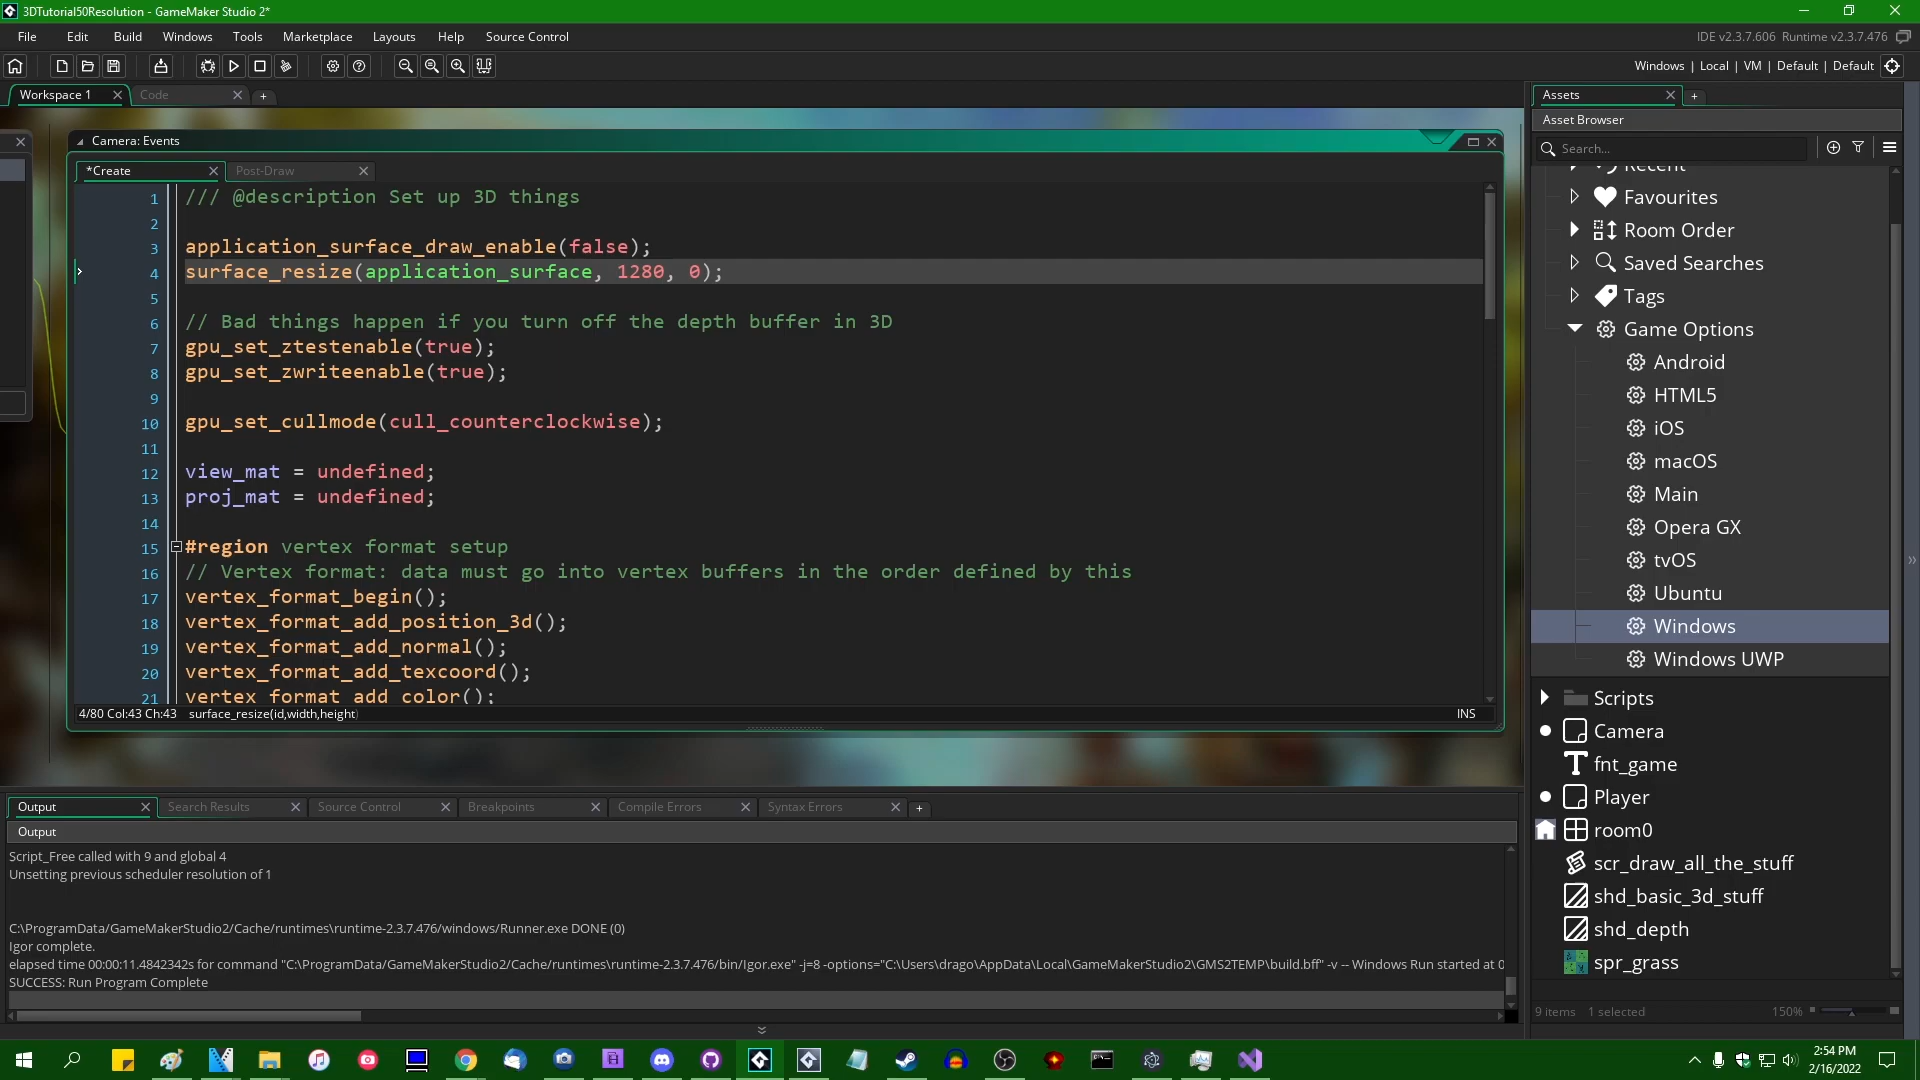 3DTutorial50Resolution - GameMaker Studio 2*
File Edit Build Windows Tools Marketplace Layouts Help Source Control
IDE v2.3.7.606 Runtime v2.3.7.476
Windows | Local | VM | Default | Default
Workspace 1
Code
Camera: Events
*Create
Post-Draw
1 /// @description Set up 3D things
2
3 application_surface_draw_enable(false);
4 surface_resize(application_surface, 1280, 0);
5
6 // Bad things happen if you turn off the depth buffer in 3D
7 gpu_set_ztestenable(true);
8 gpu_set_zwriteenable(true);
9
10 gpu_set_cullmode(cull_counterclockwise);
11
12 view_mat = undefined;
13 proj_mat = undefined;
14
15 #region vertex format setup
16 // Vertex format: data must go into vertex buffers in the order defined by this
17 vertex_format_begin();
18 vertex_format_add_position_3d();
19 vertex_format_add_normal();
20 vertex_format_add_texcoord();
21 vertex_format_add_color();
4/80 Col:43 Ch:43 surface_resize(id,width,height)
INS
Output
Search Results
Source Control
Breakpoints
Compile Errors
Syntax Errors
Output
Script_Free called with 9 and global 4
Unsetting previous scheduler resolution of 1
C:\ProgramData/GameMakerStudio2/Cache/runtimes\runtime-2.3.7.476/windows/Runner.exe DONE (0)
Igor complete.
elapsed time 00:00:11.4842342s for command "C:\ProgramData/GameMakerStudio2/Cache/runtimes\runtime-2.3.7.476/bin/Igor.exe" -j=8 -options="C:\Users\drago\AppData\Local\GameMakerStudio2\GMS2TEMP\build.bff" -v -- Windows Run started at 0
SUCCESS: Run Program Complete
Assets
Asset Browser
Search...
Recent
Favourites
Room Order
Saved Searches
Tags
Game Options
Android
HTML5
iOS
macOS
Main
Opera GX
tvOS
Ubuntu
Windows
Windows UWP
Scripts
Camera
fnt_game
Player
room0
scr_draw_all_the_stuff
shd_basic_3d_stuff
shd_depth
spr_grass
9 items 1 selected
150%
2:54 PM
2/16/2022